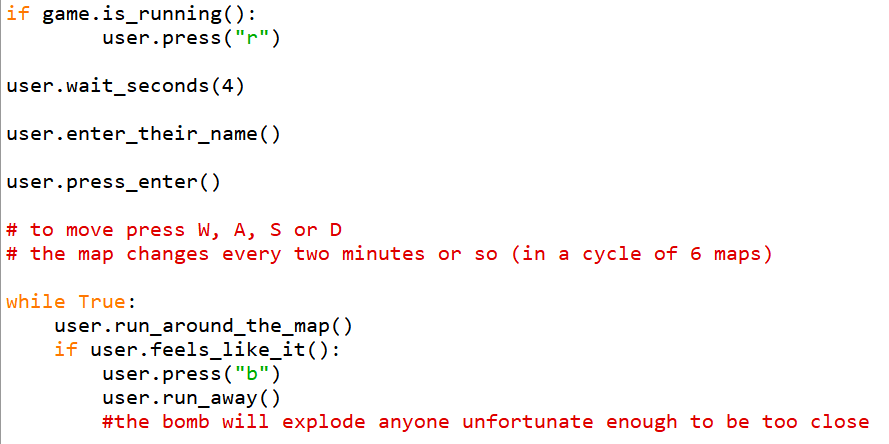 if game.is_running():
        user.press("r")
user.wait_seconds(4)
user.enter_their_name()
user.press_enter()
# to move press W, A, S or D
# the map changes every two minutes or so (in a cycle of 6 maps)
while True:
    user.run_around_the_map()
    if user.feels_like_it():
        user.press("b")
        user.run_away()
        #the bomb will explode anyone unfortunate enough to be too close